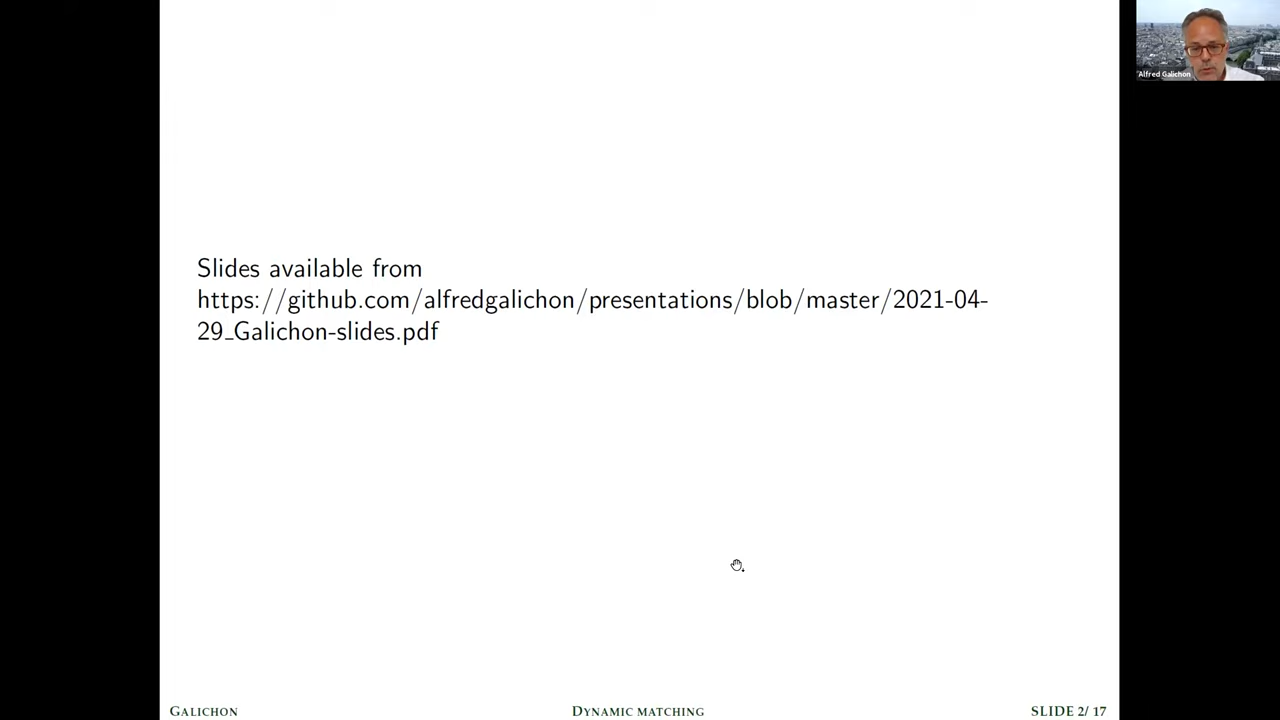 Alfred Galichon
Slides available from
https://github.com/alfredgalichon/presentations/blob/master/2021-04-
29_Galichon-slides.pdf
GALICHON
DYNAMIC MATCHING
SLIDE 2/ 17